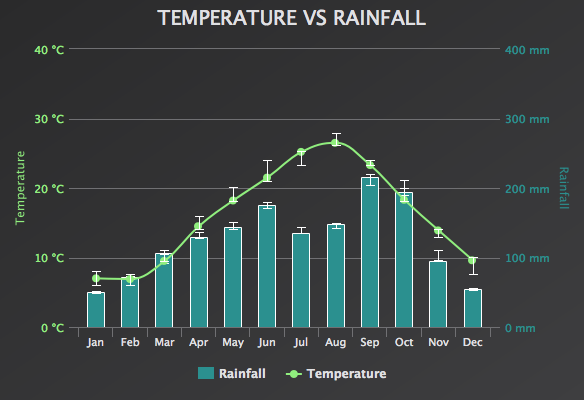 TEMPERATURE VS RAINFALL
40 °C 400 mm
30 °C 300 mm
20 °C 200 mm
10 °C 100 mm
0 °C 0 mm
Temperature
Rainfall
Jan Feb Mar Apr May Jun Jul Aug Sep Oct Nov Dec
Rainfall Temperature